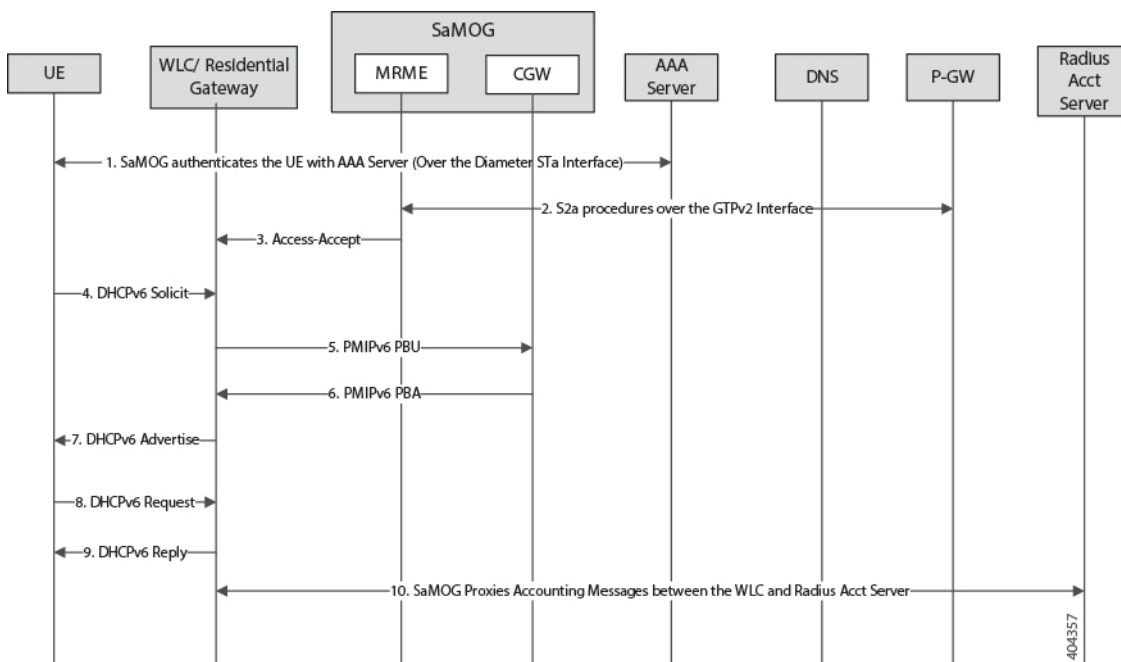 SaMOG
UE
WLC/ Residential
Gateway
MRME
CGW
AAA
Server
DNS
P-GW
Radius
Acct
Server
1. SaMOG authenticates the UE with AAA Server (Over the Diameter STa Interface)
2. S2a procedures over the GTPv2 Interface
3. Access-Accept
4. DHCPv6 Solicit
5. PMIPv6 PBU
6. PMIPv6 PBA
7. DHCPv6 Advertise
8. DHCPv6 Request
9. DHCPv6 Reply
10. SaMOG Proxies Accounting Messages between the WLC and Radius Acct Server
404357